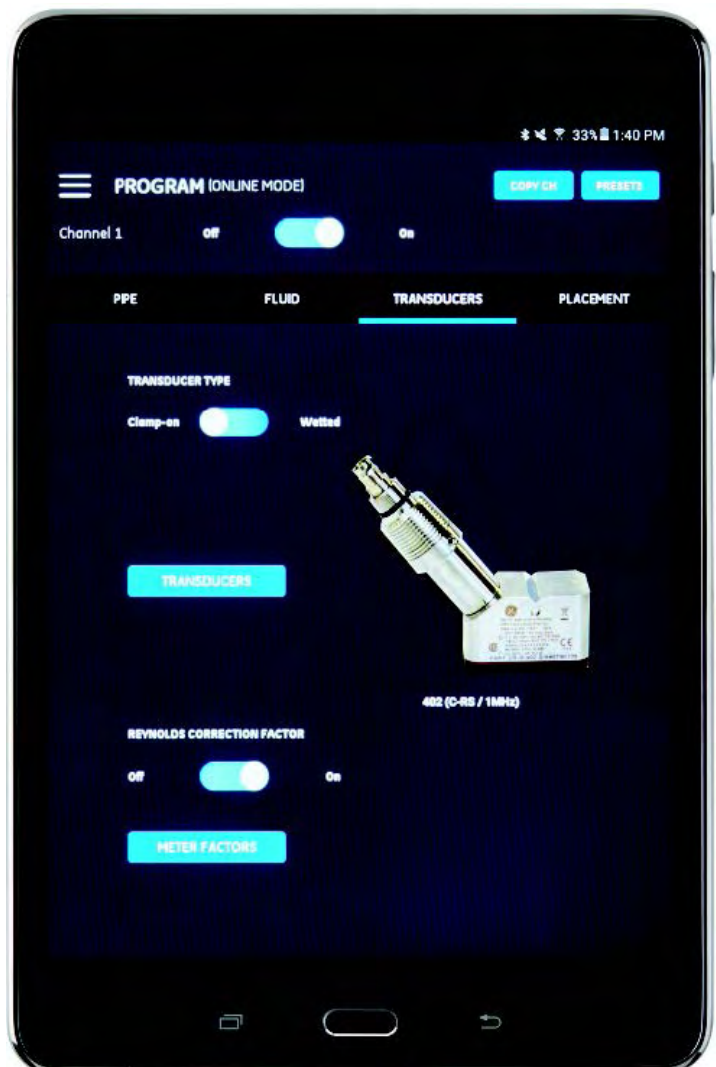 33% 1:40 PM
PROGRAM (ONLINE MODE)
COPY CH
PRESETS
Channel 1 Off On
PIPE FLUID TRANSDUCERS PLACEMENT
TRANSDUCER TYPE
Clamp-on Wetted
TRANSDUCERS
402 (C-RS / 1MHz)
REYNOLDS CORRECTION FACTOR
Off On
METER FACTORS